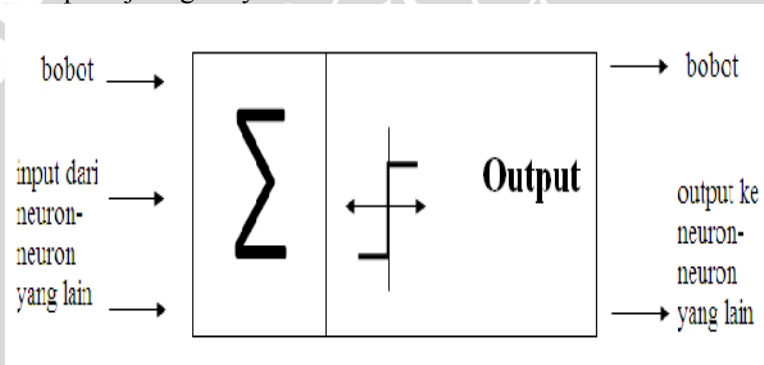 bobot
input dari
neuron-
neuron
yang lain
Σ
Output
bobot
output ke
neuron-
neuron
yang lain